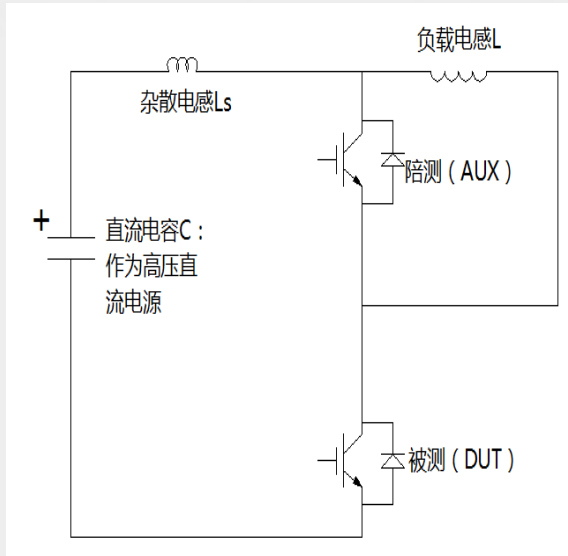 负载电感L
杂散电感Ls
陪测（AUX）
+
直流电容C：
作为高压直
流电源
被测（DUT）